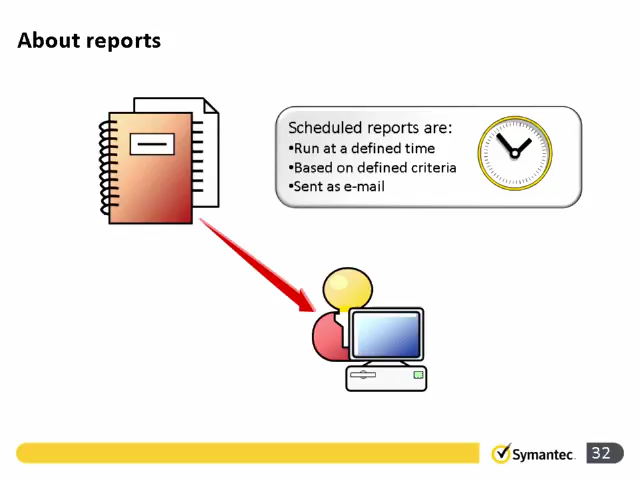 About reports
Scheduled reports are:
•Run at a defined time
•Based on defined criteria
•Sent as e-mail
Symantec.
32